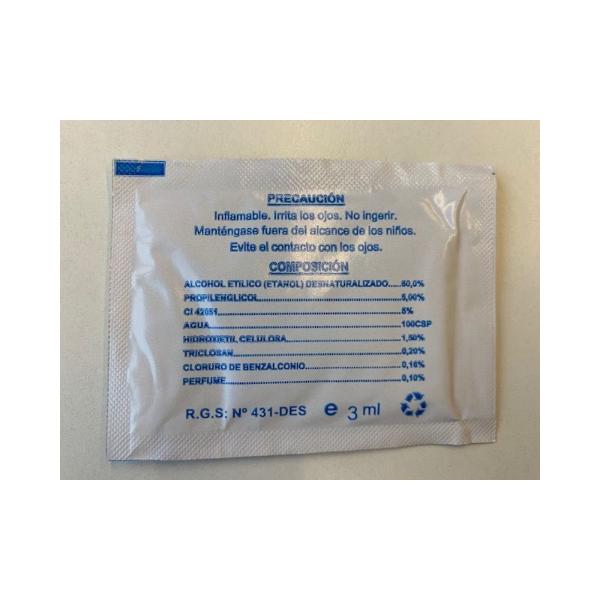 PRECAUCIÓN
Inflamable. Irrita los ojos. No ingerir.
Manténgase fuera del alcance de los niños.
Evite el contacto con los ojos.
COMPOSICIÓN
ALCOHOL ETILICO (ETANOL) DESNATURALIZADO.....60,0%
PROPILENGLICOL..........5,00%
CI 42051..........5%
AGUA..........100CSP
HIDROXIETIL CELULOSA..........1,50%
TRICLOSAN..........0,20%
CLORURO DE BENZALCONIO..........0,16%
PERFUME..........0,10%
R.G.S: Nº 431-DES e 3 ml